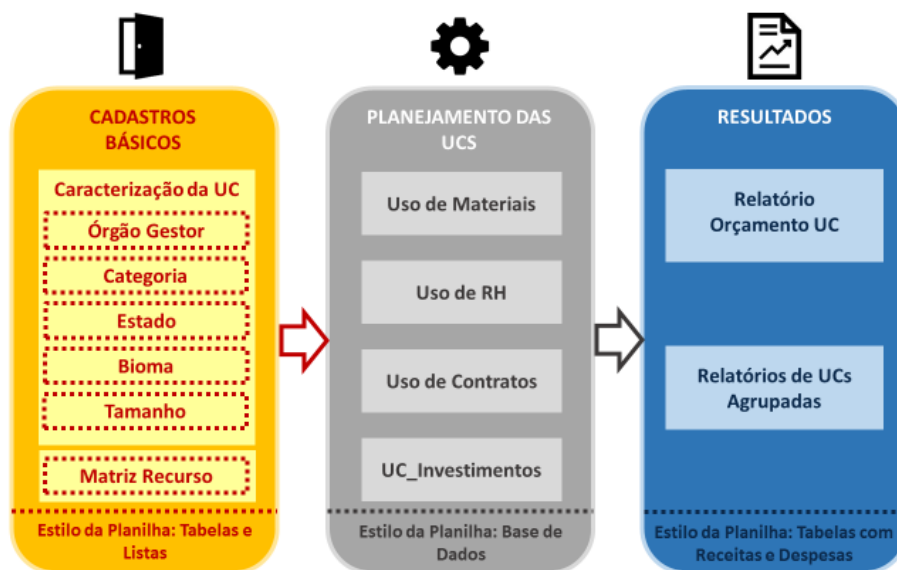 CADASTROS
BÁSICOS
Caracterização da UC
Órgão Gestor
Categoria
Estado
Bioma
Tamanho
Matriz Recurso
Estilo da Planilha: Tabelas e
Listas
PLANEJAMENTO DAS
UCS
Uso de Materiais
Uso de RH
Uso de Contratos
UC_Investimentos
Estilo da Planilha: Base de
Dados
RESULTADOS
Relatório
Orçamento UC
Relatórios de UCs
Agrupadas
Estilo da Planilha: Tabelas com
Receitas e Despesas